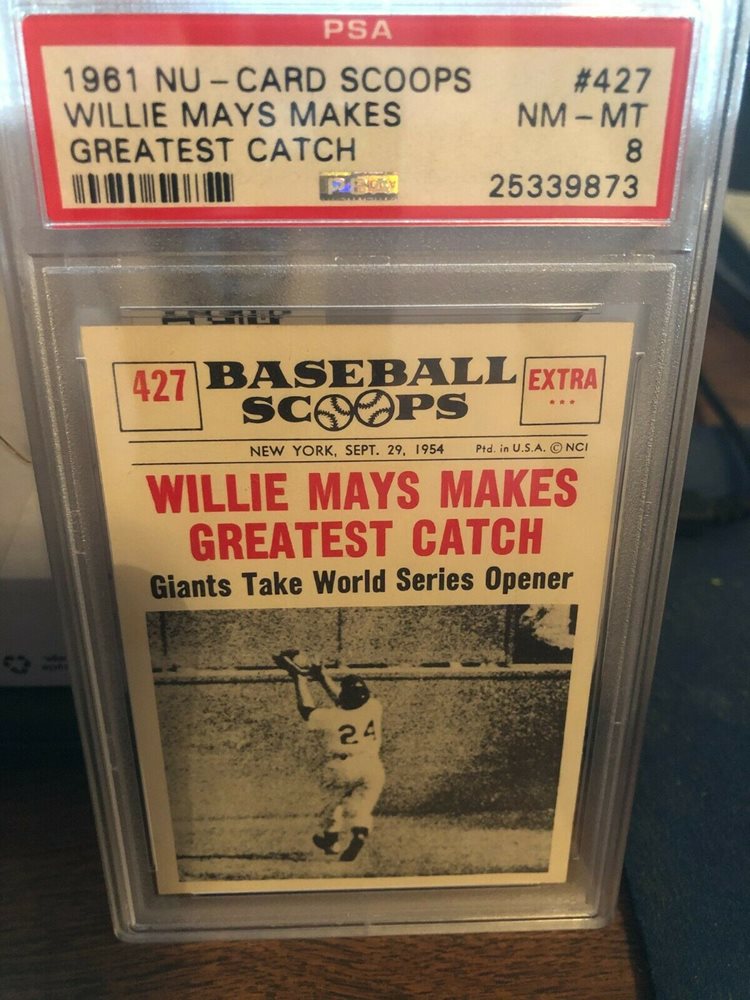 PSA
1961 NU-CARD SCOOPS #427
WILLIE MAYS MAKES NM-MT
GREATEST CATCH 8
25339873
427 BASEBALL EXTRA
SCOOPS ***
NEW YORK, SEPT. 29, 1954 Ptd. in U.S.A. © NCI
WILLIE MAYS MAKES
GREATEST CATCH
Giants Take World Series Opener
24